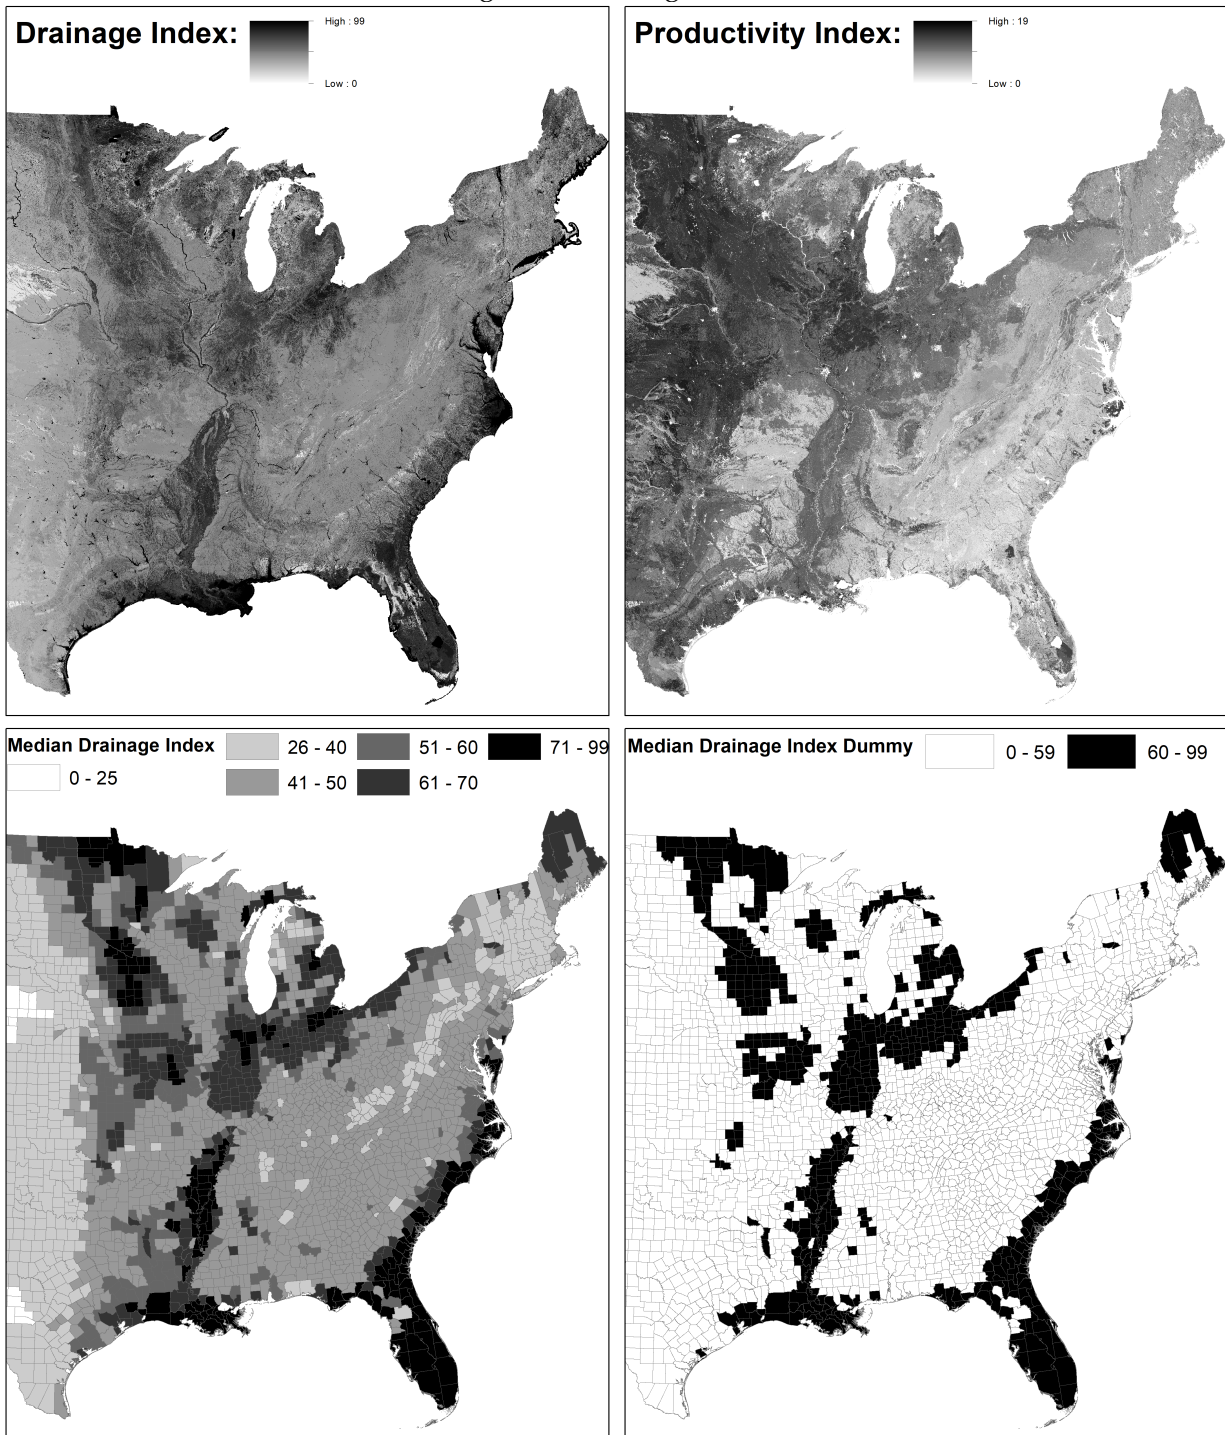 Drainage Index:
High : 99
Low : 0
Productivity Index:
High : 19
Low : 0
Median Drainage Index
0 - 25
26 - 40
41 - 50
51 - 60
61 - 70
71 - 99
Median Drainage Index Dummy
0 - 59
60 - 99